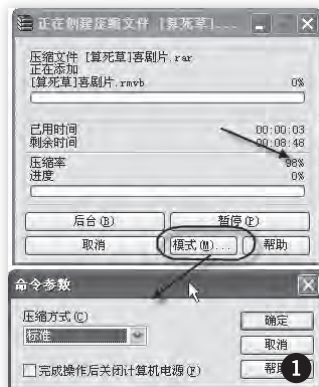 正在创建压缩文件 [算死草]...
压缩文件 [算死草]喜剧片.rar
正在添加
[算死草]喜剧片.rmvb 0%
已用时间 00:00:03
剩余时间 00:08:48
压缩率 98%
进度 0%
后台(B) 暂停(P)
取消 模式(M)... 帮助
命令参数
压缩方式(C)
标准
确定
取消
完成操作后关闭计算机电源(P)
帮
1